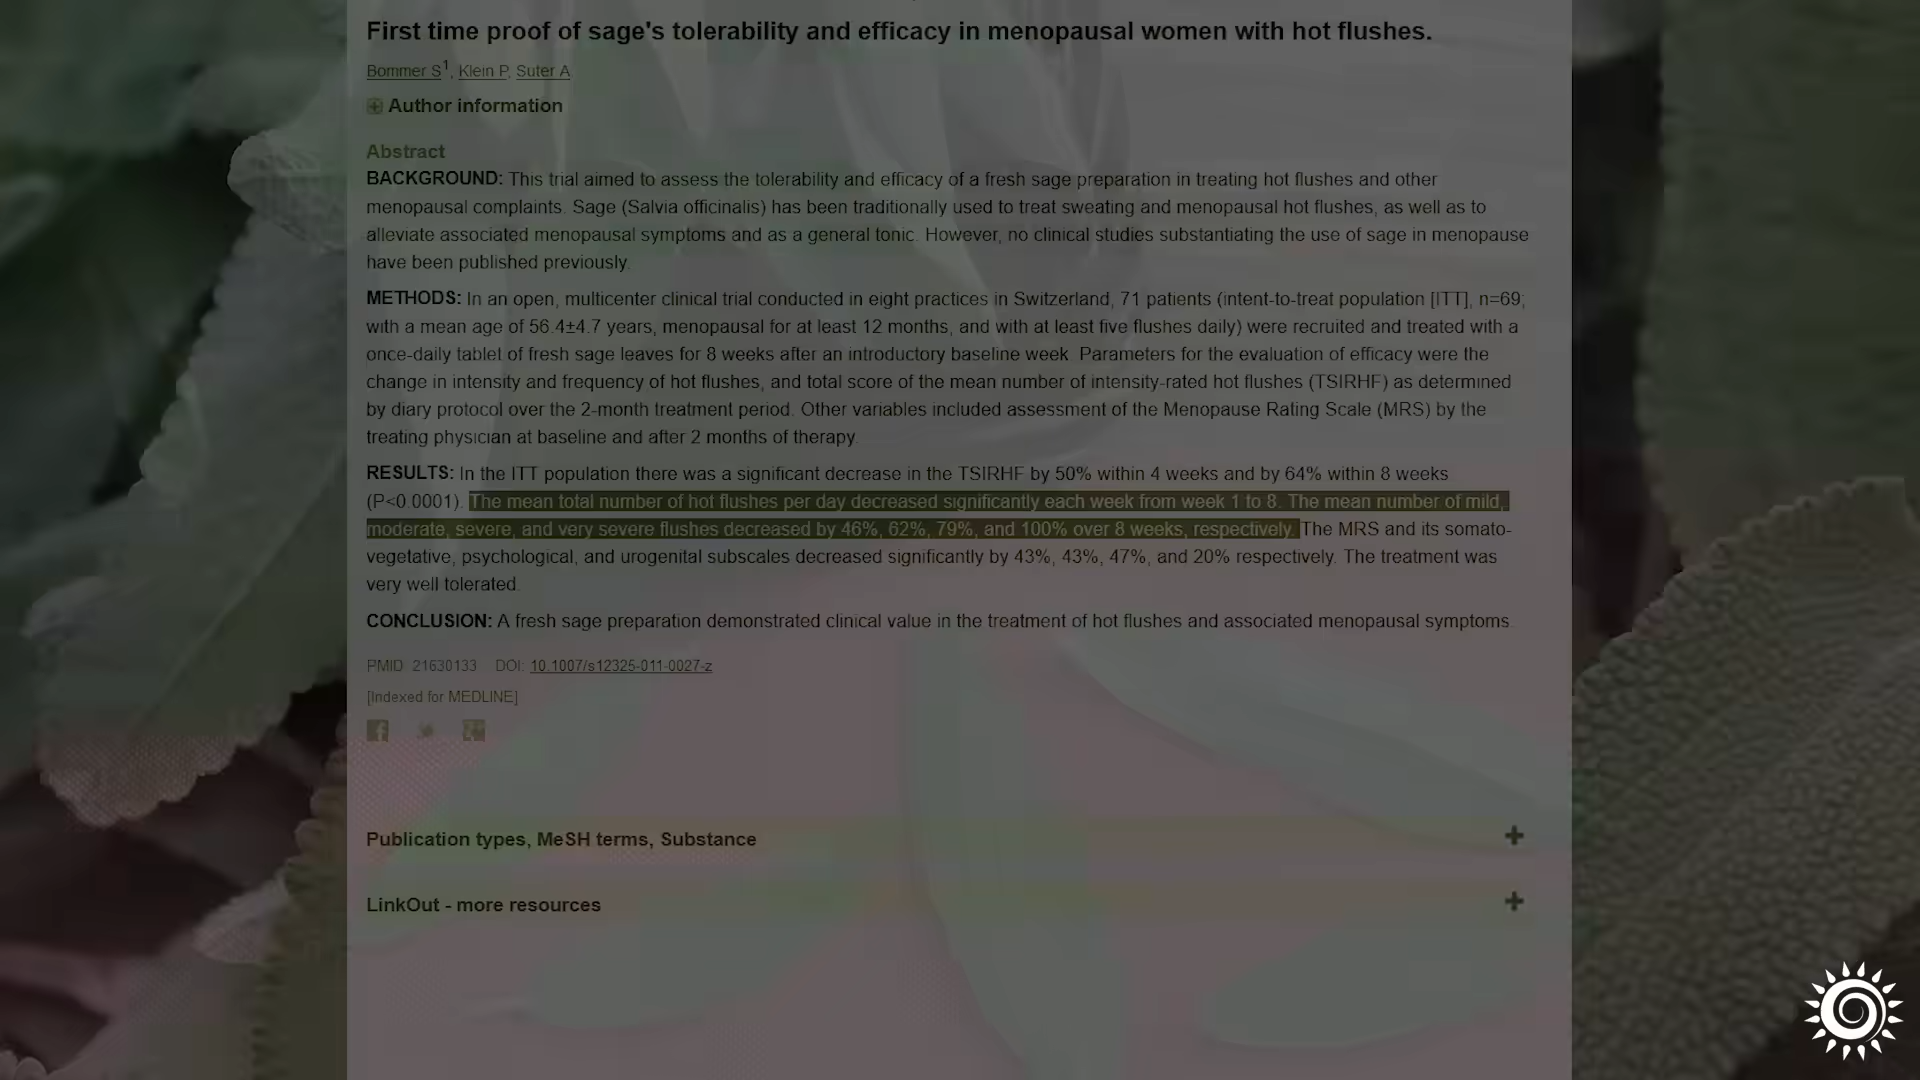 First time proof of sage's tolerability and efficacy in menopausal women with hot flushes.
Bommer S1, Klein P, Suter A
Author information
Abstract
BACKGROUND: This trial aimed to assess the tolerability and efficacy of a fresh sage preparation in treating hot flushes and other
menopausal complaints. Sage (Salvia officinalis) has been traditionally used to treat sweating and menopausal hot flushes, as well as to
alleviate associated menopausal symptoms and as a general tonic. However, no clinical studies substantiating the use of sage in menopause
have been published previously.
METHODS: In an open, multicenter clinical trial conducted in eight practices in Switzerland, 71 patients (intent-to-treat population [ITT], n=69;
with a mean age of 56.4±4.7 years, menopausal for at least 12 months, and with at least five flushes daily) were recruited and treated with a
once-daily tablet of fresh sage leaves for 8 weeks after an introductory baseline week. Parameters for the evaluation of efficacy were the
change in intensity and frequency of hot flushes, and total score of the mean number of intensity-rated hot flushes (TSIRHF) as determined
by diary protocol over the 2-month treatment period. Other variables included assessment of the Menopause Rating Scale (MRS) by the
treating physician at baseline and after 2 months of therapy.
RESULTS: In the ITT population there was a significant decrease in the TSIRHF by 50% within 4 weeks and by 64% within 8 weeks
(P<0.0001). The mean total number of hot flushes per day decreased significantly each week from week 1 to 8. The mean number of mild,
moderate, severe, and very severe flushes decreased by 46%, 62%, 79%, and 100% over 8 weeks, respectively. The MRS and its somato-
vegetative, psychological, and urogenital subscales decreased significantly by 43%, 43%, 47%, and 20% respectively. The treatment was
very well tolerated.
CONCLUSION: A fresh sage preparation demonstrated clinical value in the treatment of hot flushes and associated menopausal symptoms.
PMID: 21630133 DOI: 10.1007/s12325-011-0027-z
[Indexed for MEDLINE]
Publication types, MeSH terms, Substance
LinkOut - more resources